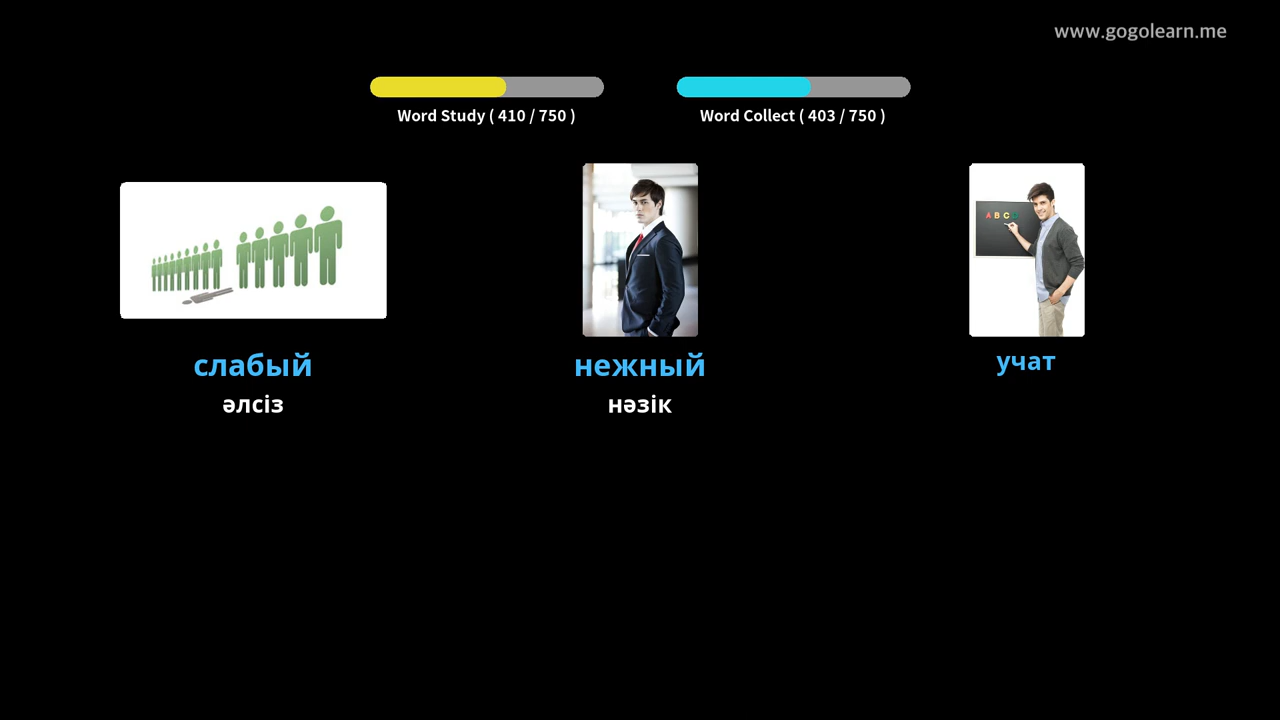 www.gogolearn.me
Word Study ( 410 / 750 )
Word Collect ( 403 / 750 )
A B C D
слабый
нежный
учат
әлсіз
нәзік